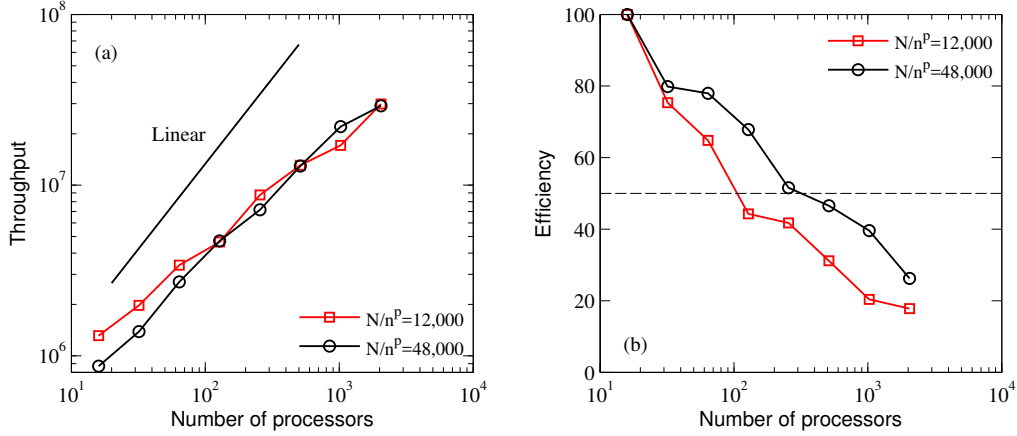 (a)
Linear
N/n^p=12,000
N/n^p=48,000
Throughput
10^8
10^7
10^6
10^1
10^2
10^3
10^4
Number of processors
N/n^p=12,000
N/n^p=48,000
(b)
Efficiency
100
80
60
40
20
0
10^1
10^2
10^3
10^4
Number of processors